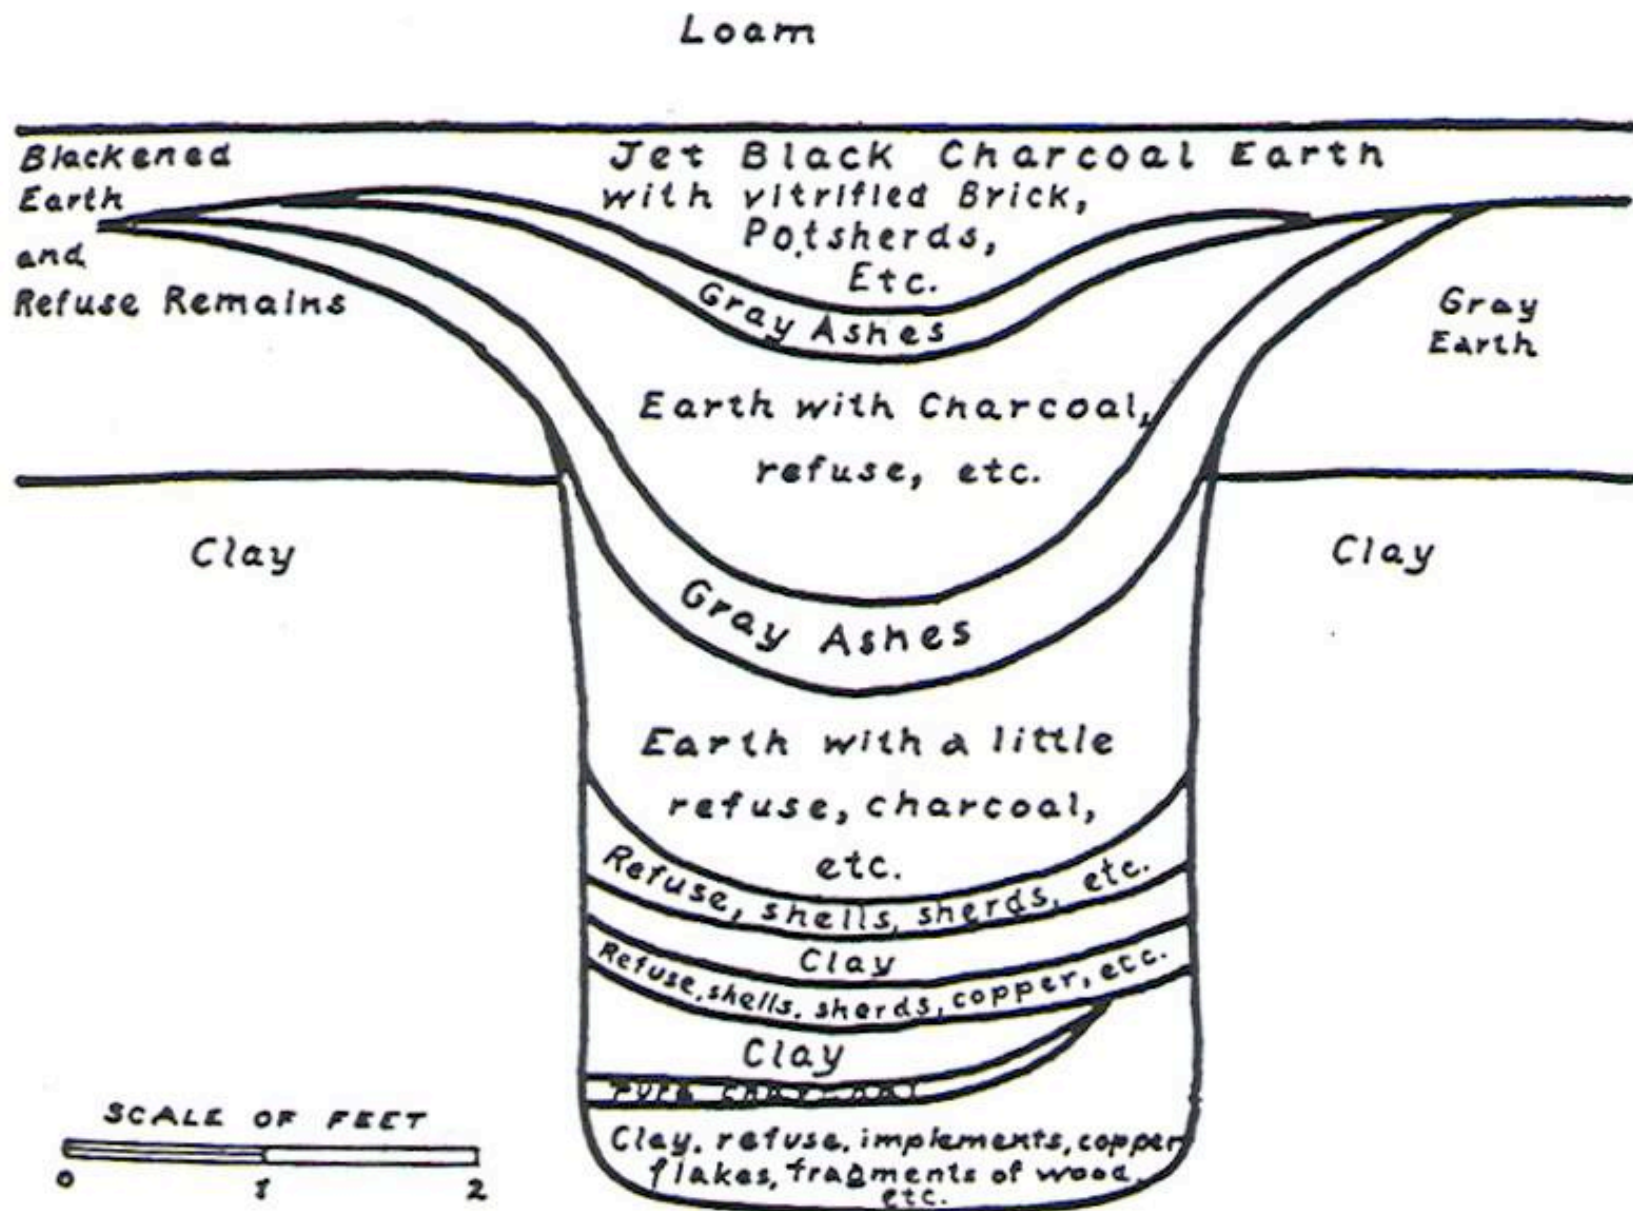 Loam
Blackened
Earth
and
Refuse Remains
Jet Black Charcoal Earth
with vitrified Brick,
Potsherds,
Etc.
Gray Ashes
Gray
Earth
Earth with Charcoal,
refuse, etc.
Clay
Clay
Gray Ashes
Earth with a little
refuse, charcoal,
etc.
Refuse, shells, sherds, etc.
Clay
Refuse, shells, sherds, copper, etc.
Clay
Pure
Clay, refuse, implements, copper
flakes, fragments of wood,
etc.
SCALE OF FEET
0 1 2